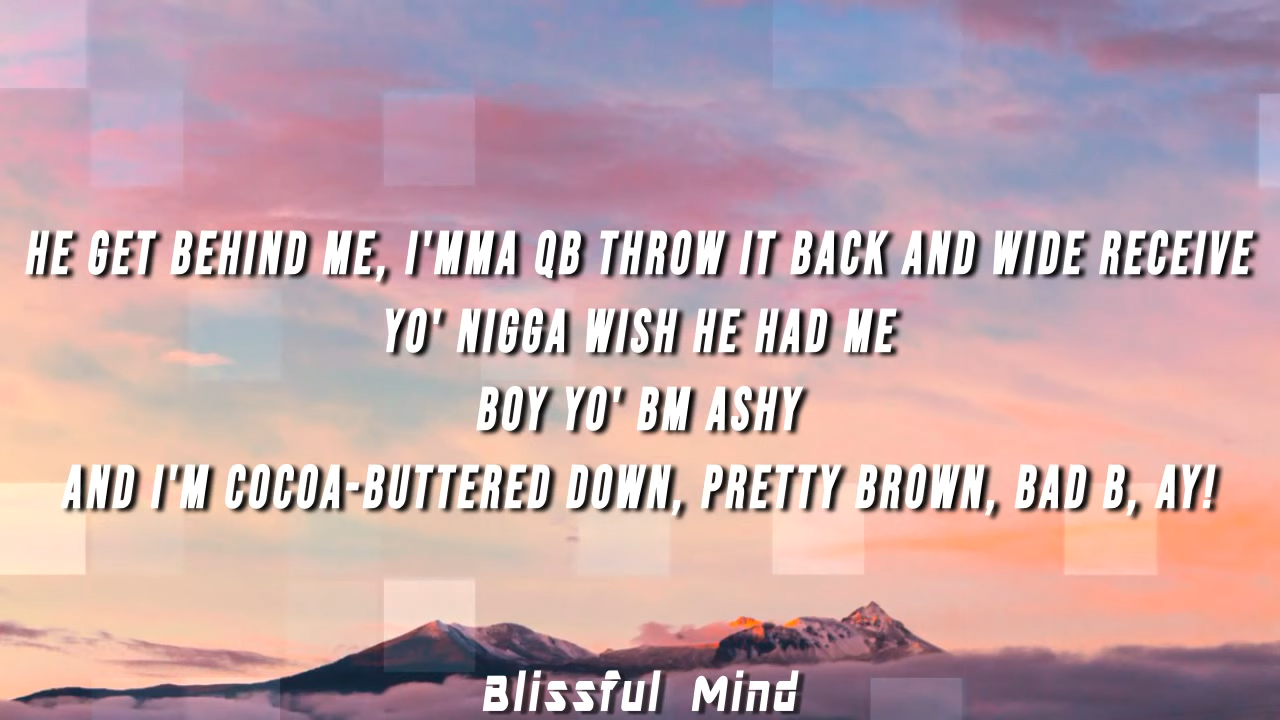 HE GET BEHIND ME, I'MMA QB THROW IT BACK AND WIDE RECEIVE
YO' NIGGA WISH HE HAD ME
BOY YO' BM ASHY
AND I'M COCOA-BUTTERED DOWN, PRETTY BROWN, BAD B, AY!
Blissful Mind